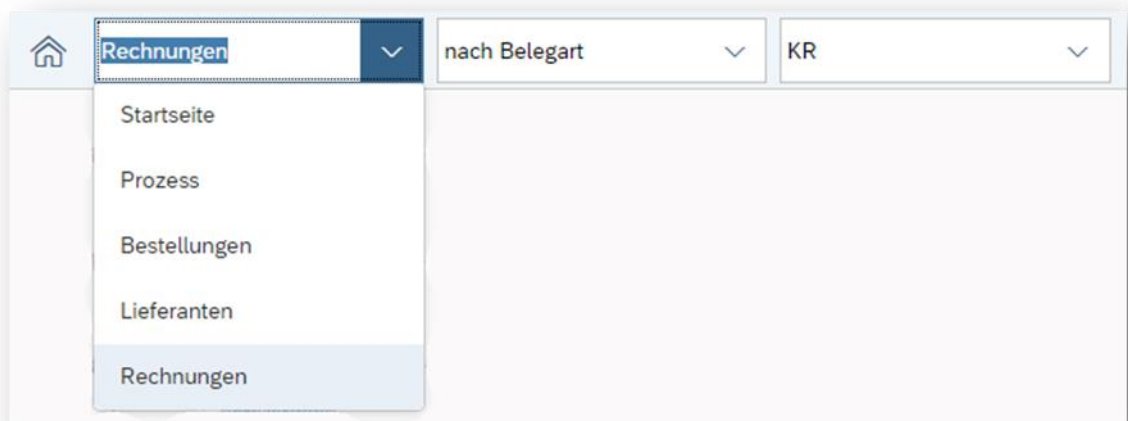 Rechnungen nach Belegart KR
Startseite
Prozess
Bestellungen
Lieferanten
Rechnungen